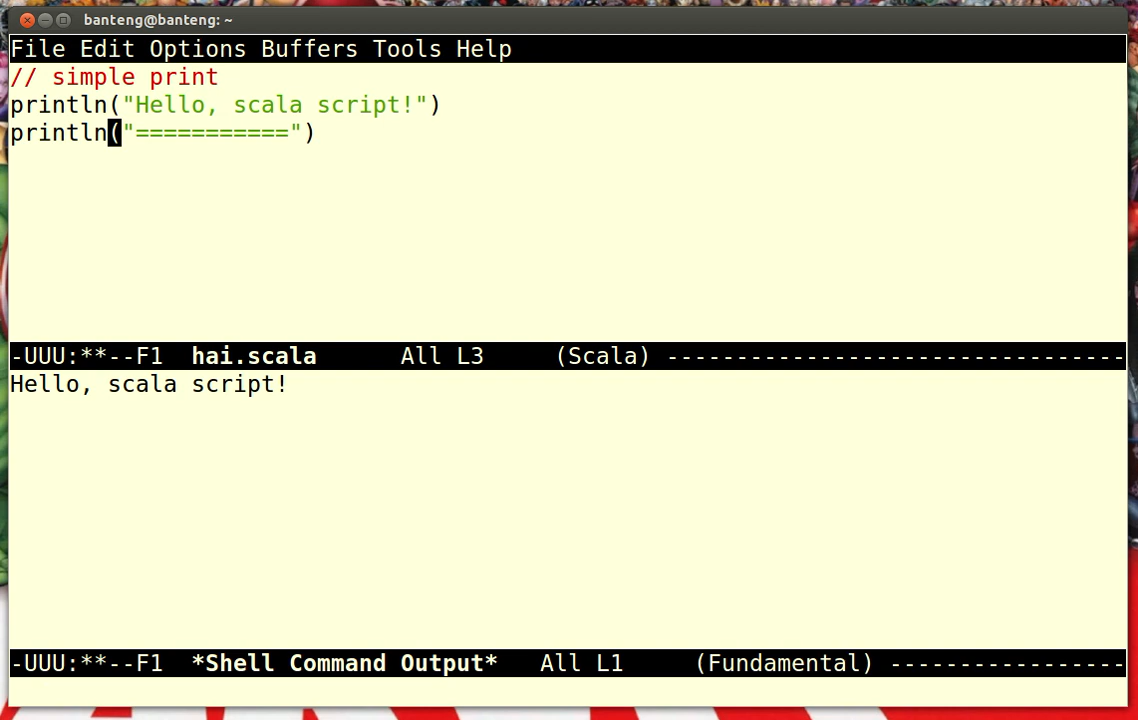 banteng@banteng: ~
File Edit Options Buffers Tools Help
// simple print
println("Hello, scala script!")
println("===========")
-UUU:**--F1  hai.scala      All L3     (Scala) ---------------------------------
Hello, scala script!
-UUU:**--F1  *Shell Command Output*   All L1     (Fundamental) -----------------